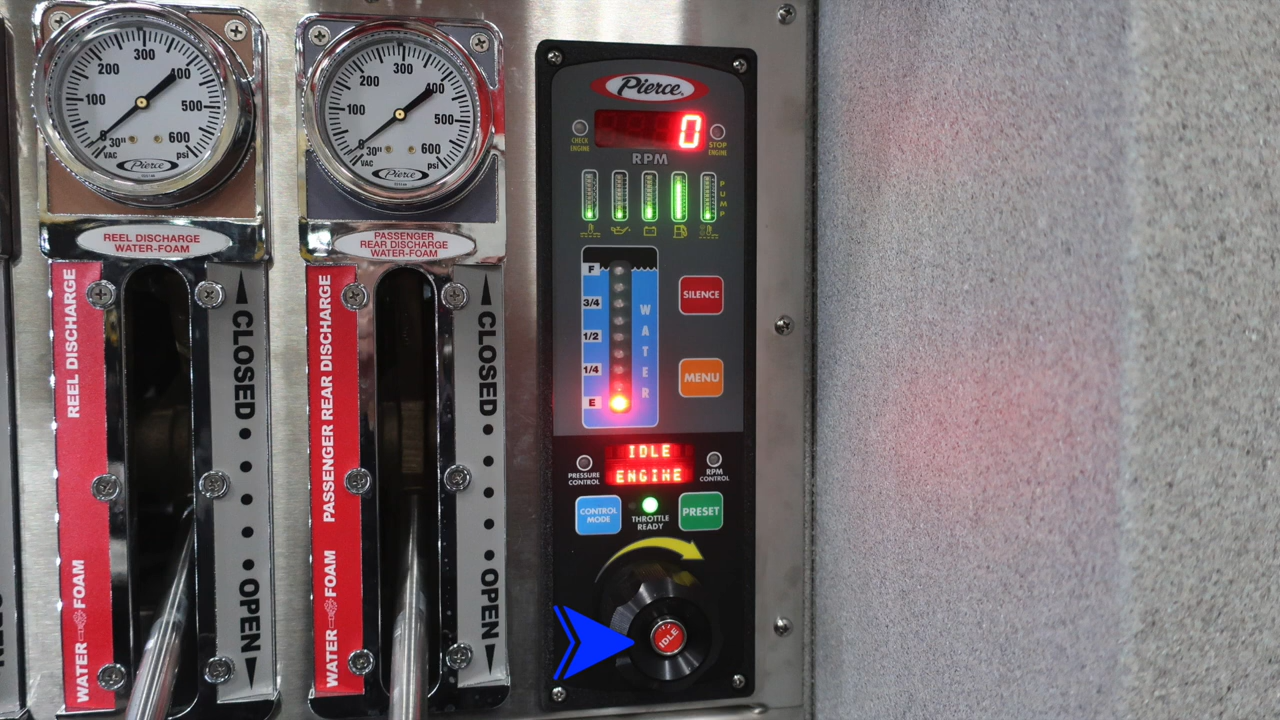 300
200
400
100
500
0
600
30"
VAC
psi
Pierce
REEL DISCHARGE
WATER-FOAM
REEL DISCHARGE
WATER FOAM
CLOSED
OPEN
300
200
400
100
500
0
600
30"
VAC
psi
Pierce
PASSENGER
REAR DISCHARGE
WATER-FOAM
PASSENGER REAR DISCHARGE
WATER FOAM
CLOSED
OPEN
Pierce
0
CHECK
ENGINE
STOP
ENGINE
RPM
PUMP
F
3/4
1/2
1/4
E
WATER
SILENCE
MENU
IDLE
ENGINE
PRESSURE
CONTROL
RPM
CONTROL
CONTROL
MODE
THROTTLE
READY
PRESET
IDLE